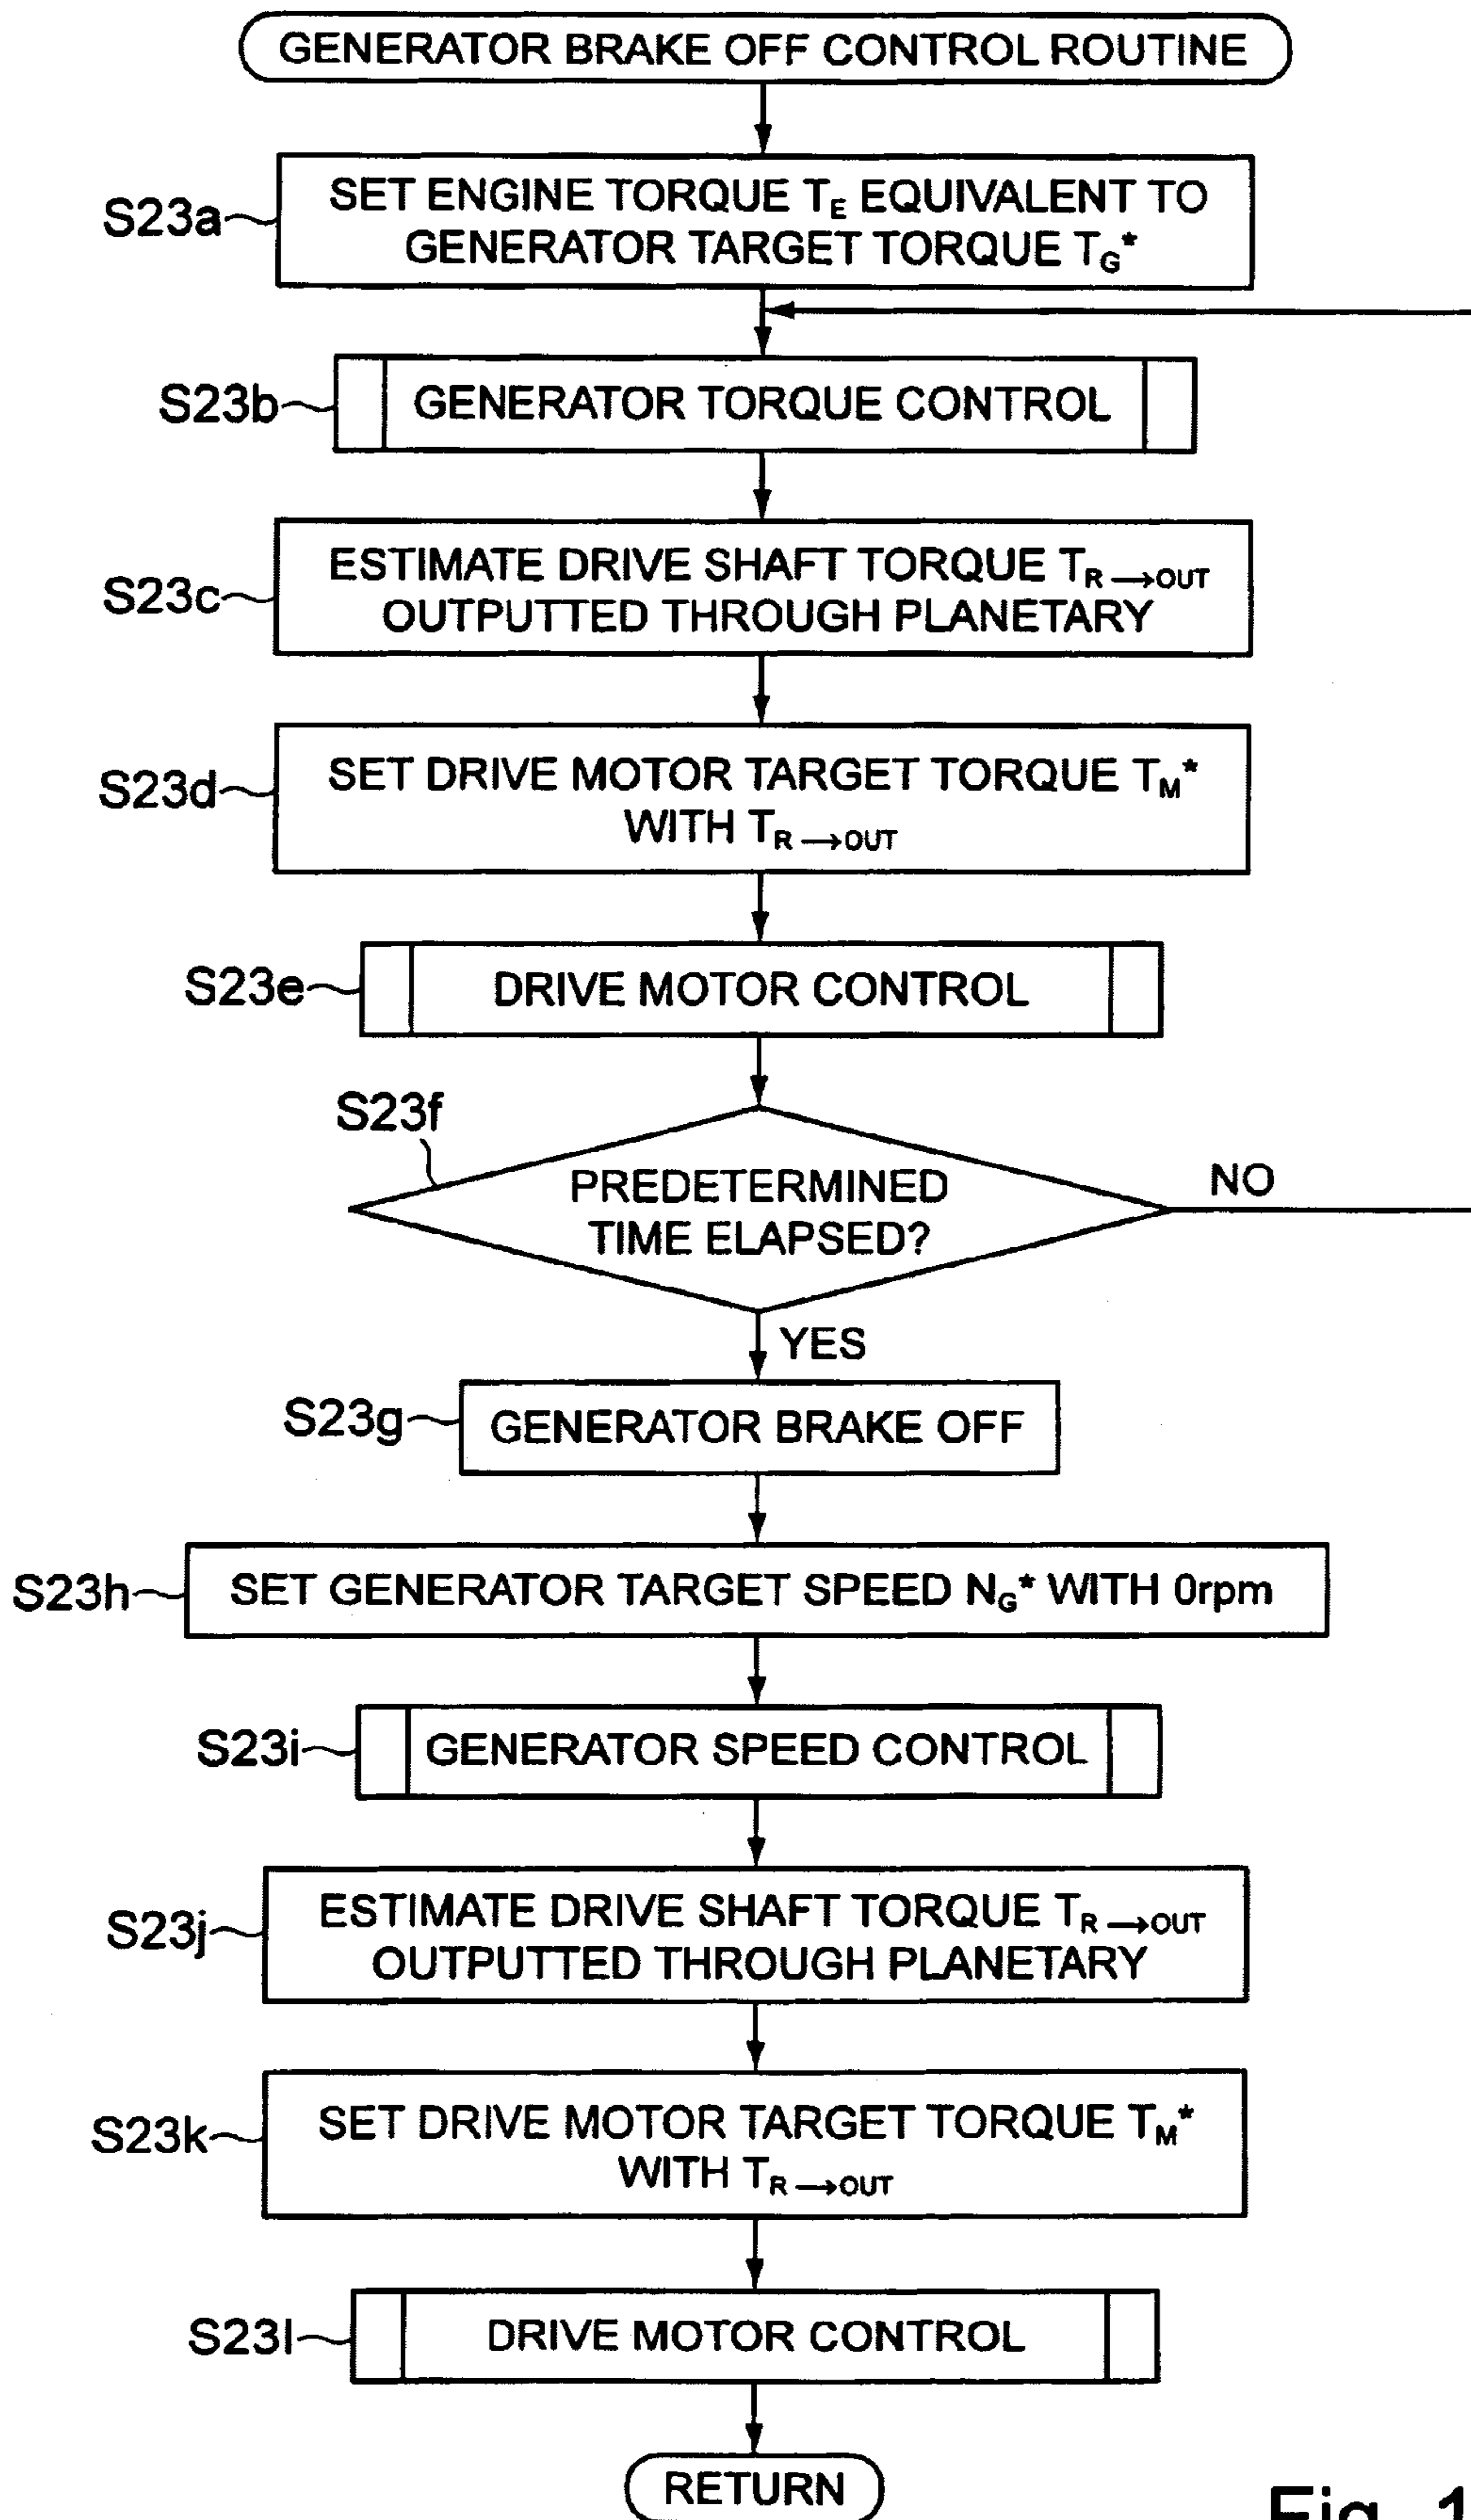 GENERATOR BRAKE OFF CONTROL ROUTINE
S23a
SET ENGINE TORQUE TE EQUIVALENT TO
GENERATOR TARGET TORQUE TG*
S23b
GENERATOR TORQUE CONTROL
S23c
ESTIMATE DRIVE SHAFT TORQUE TR→OUT
OUTPUTTED THROUGH PLANETARY
S23d
SET DRIVE MOTOR TARGET TORQUE TM*
WITH TR→OUT
S23e
DRIVE MOTOR CONTROL
S23f
PREDETERMINED
TIME ELAPSED?
NO
YES
S23g
GENERATOR BRAKE OFF
S23h
SET GENERATOR TARGET SPEED NG* WITH 0rpm
S23i
GENERATOR SPEED CONTROL
S23j
ESTIMATE DRIVE SHAFT TORQUE TR→OUT
OUTPUTTED THROUGH PLANETARY
S23k
SET DRIVE MOTOR TARGET TORQUE TM*
WITH TR→OUT
S23l
DRIVE MOTOR CONTROL
RETURN
Fig. 1